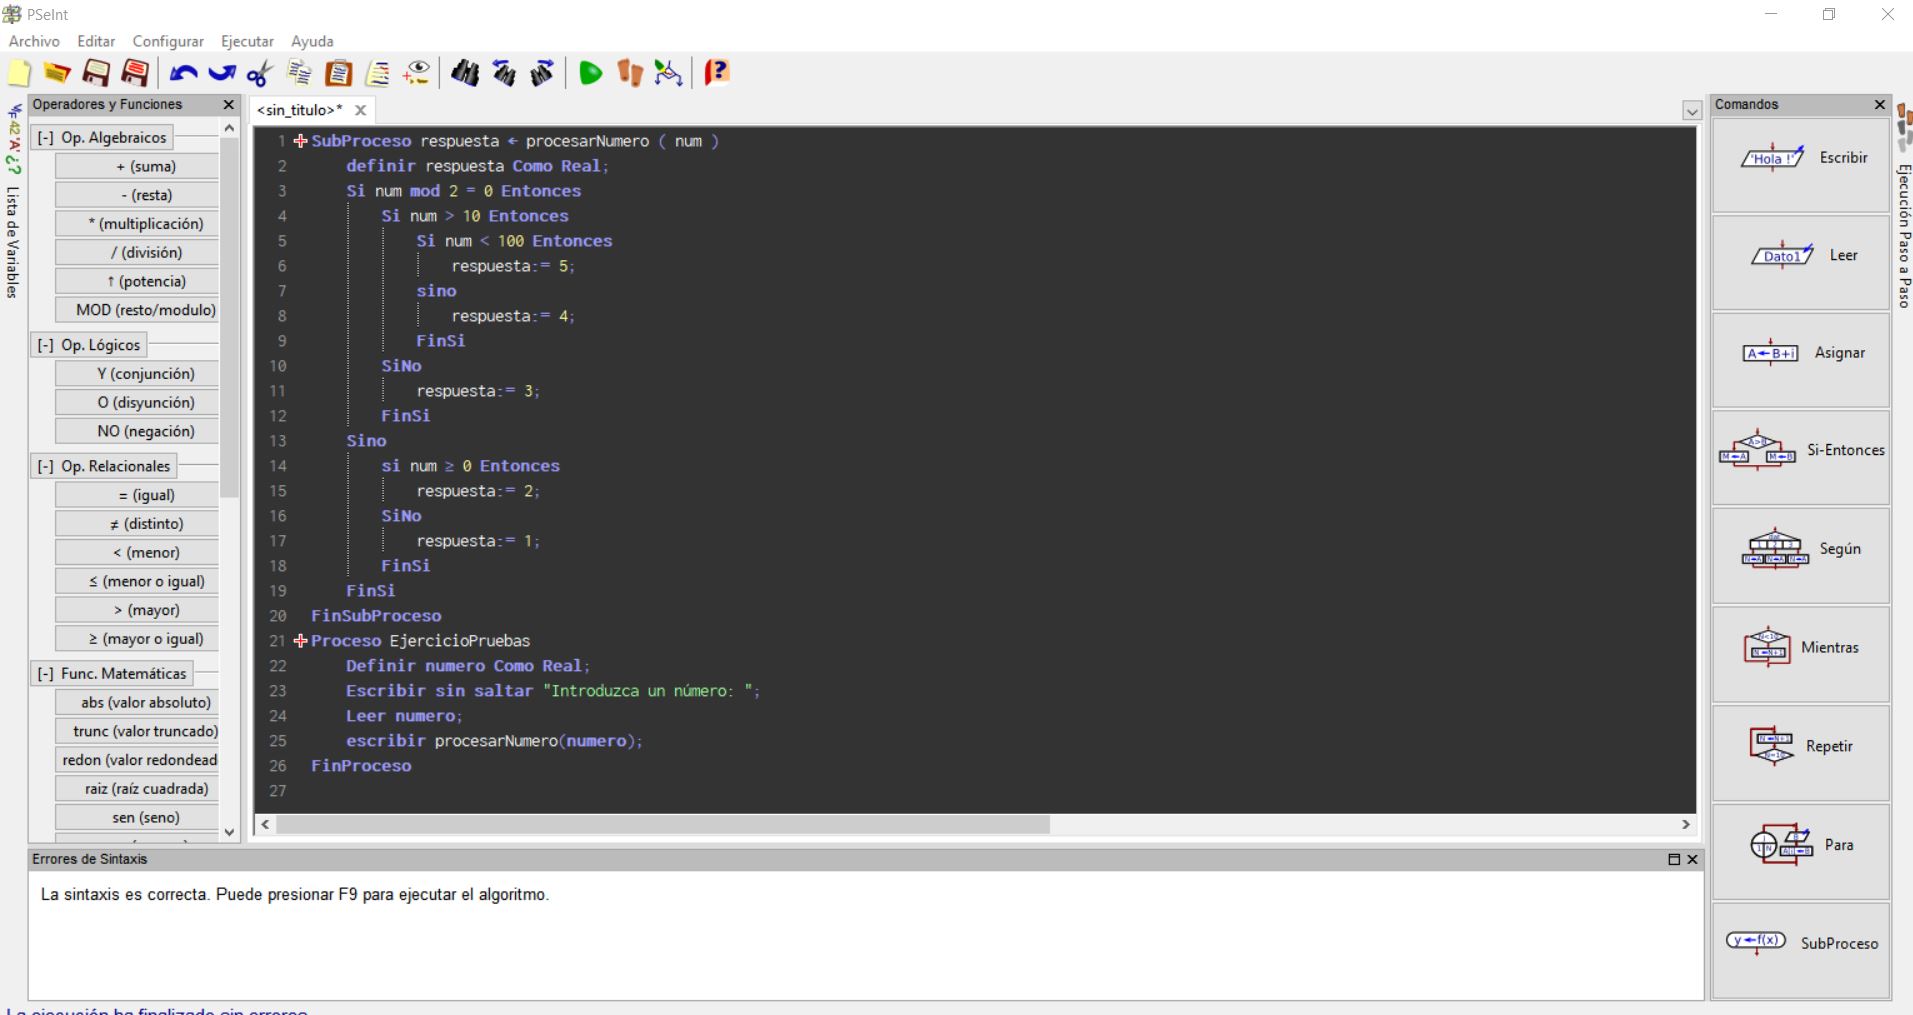 PSeInt
Archivo Editar Configurar Ejecutar Ayuda
Lista de Variables
Operadores y Funciones
[-] Op. Algebraicos
+ (suma)
- (resta)
* (multiplicación)
/ (división)
↑ (potencia)
MOD (resto/modulo)
[-] Op. Lógicos
Y (conjunción)
O (disyunción)
NO (negación)
[-] Op. Relacionales
= (igual)
≠ (distinto)
< (menor)
≤ (menor o igual)
> (mayor)
≥ (mayor o igual)
[-] Func. Matemáticas
abs (valor absoluto)
trunc (valor truncado)
redon (valor redondead
raiz (raíz cuadrada)
sen (seno)
<sin_titulo>*
1 SubProceso respuesta ← procesarNumero ( num )
2 definir respuesta Como Real;
3 Si num mod 2 = 0 Entonces
4 Si num > 10 Entonces
5 Si num < 100 Entonces
6 respuesta:= 5;
7 sino
8 respuesta:= 4;
9 FinSi
10 SiNo
11 respuesta:= 3;
12 FinSi
13 Sino
14 si num ≥ 0 Entonces
15 respuesta:= 2;
16 SiNo
17 respuesta:= 1;
18 FinSi
19 FinSi
20 FinSubProceso
21 Proceso EjercicioPruebas
22 Definir numero Como Real;
23 Escribir sin saltar "Introduzca un número: ";
24 Leer numero;
25 escribir procesarNumero(numero);
26 FinProceso
27
Errores de Sintaxis
La sintaxis es correcta. Puede presionar F9 para ejecutar el algoritmo.
La ejecución ha finalizado sin errores.
Comandos
'Hola !' Escribir
Dato1 Leer
A←B+i Asignar
A>B M←A M←B Si-Entonces
Según
Mientras
Repetir
Para
y←f(x) SubProceso
Ejecución Paso a Paso